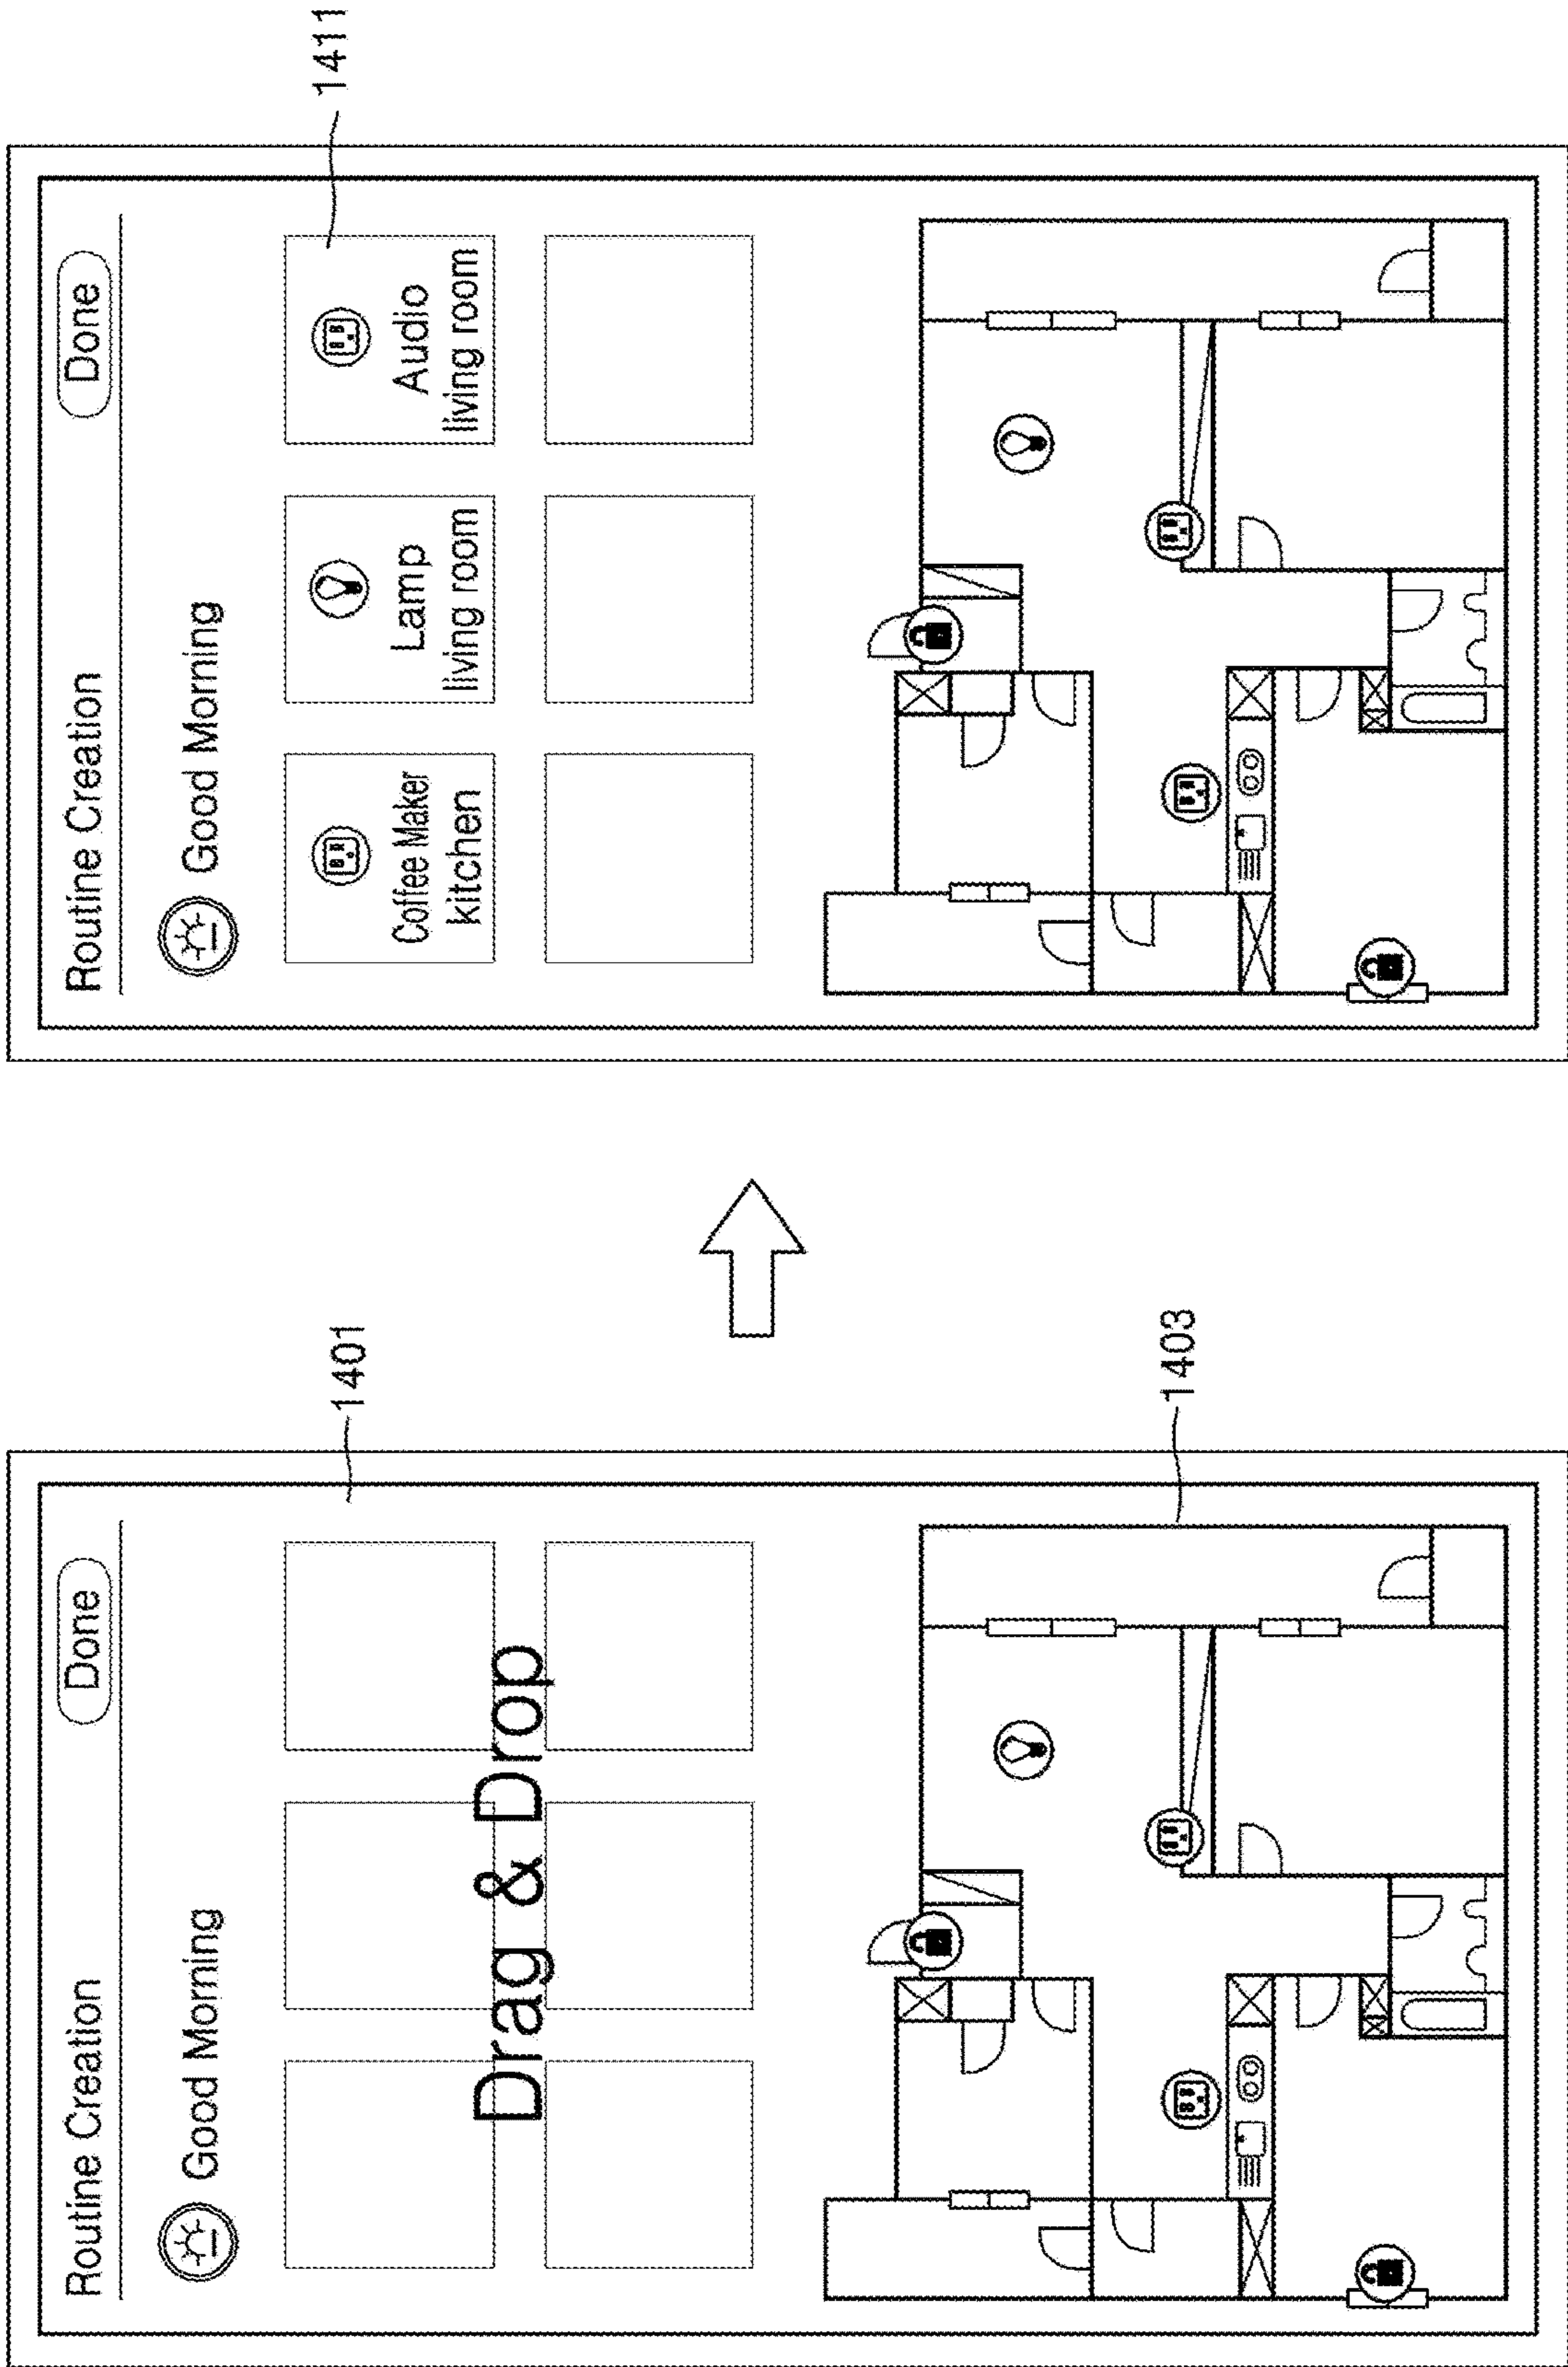 Routine Creation
Done
Good Morning
Drag & Drop
1401
1403
Routine Creation
Done
Good Morning
Coffee Maker
kitchen
Lamp
living room
Audio
living room
1411